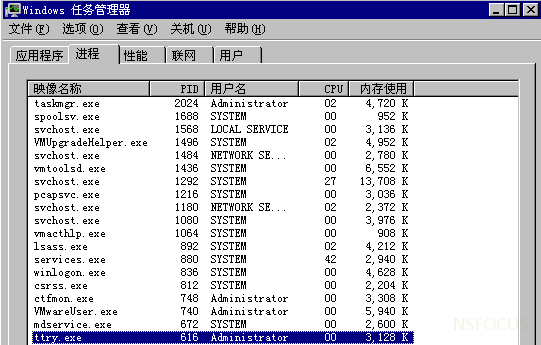 Windows 任务管理器
文件(F) 选项(O) 查看(V) 关机(U) 帮助(H)
应用程序 进程 性能 联网 用户
映像名称 PID 用户名 CPU 内存使用
taskmgr.exe 2024 Administrator 02 4,720 K
spoolsv.exe 1688 SYSTEM 00 952 K
svchost.exe 1568 LOCAL SERVICE 00 3,136 K
VMUpgradeHelper.exe 1496 SYSTEM 02 4,952 K
svchost.exe 1484 NETWORK SE... 00 2,780 K
vmtoolsd.exe 1436 SYSTEM 00 6,552 K
svchost.exe 1292 SYSTEM 27 13,708 K
pcapsvc.exe 1216 SYSTEM 00 3,036 K
svchost.exe 1180 NETWORK SE... 02 2,372 K
svchost.exe 1080 SYSTEM 00 3,976 K
vmacthlp.exe 1064 SYSTEM 00 908 K
lsass.exe 892 SYSTEM 02 4,212 K
services.exe 880 SYSTEM 42 2,940 K
winlogon.exe 836 SYSTEM 00 4,628 K
csrss.exe 812 SYSTEM 00 2,204 K
ctfmon.exe 748 Administrator 00 3,308 K
VMwareUser.exe 740 Administrator 02 5,940 K
mdservice.exe 672 SYSTEM 00 2,600 K
ttry.exe 616 Administrator 00 3,128 K
NSFOCUS